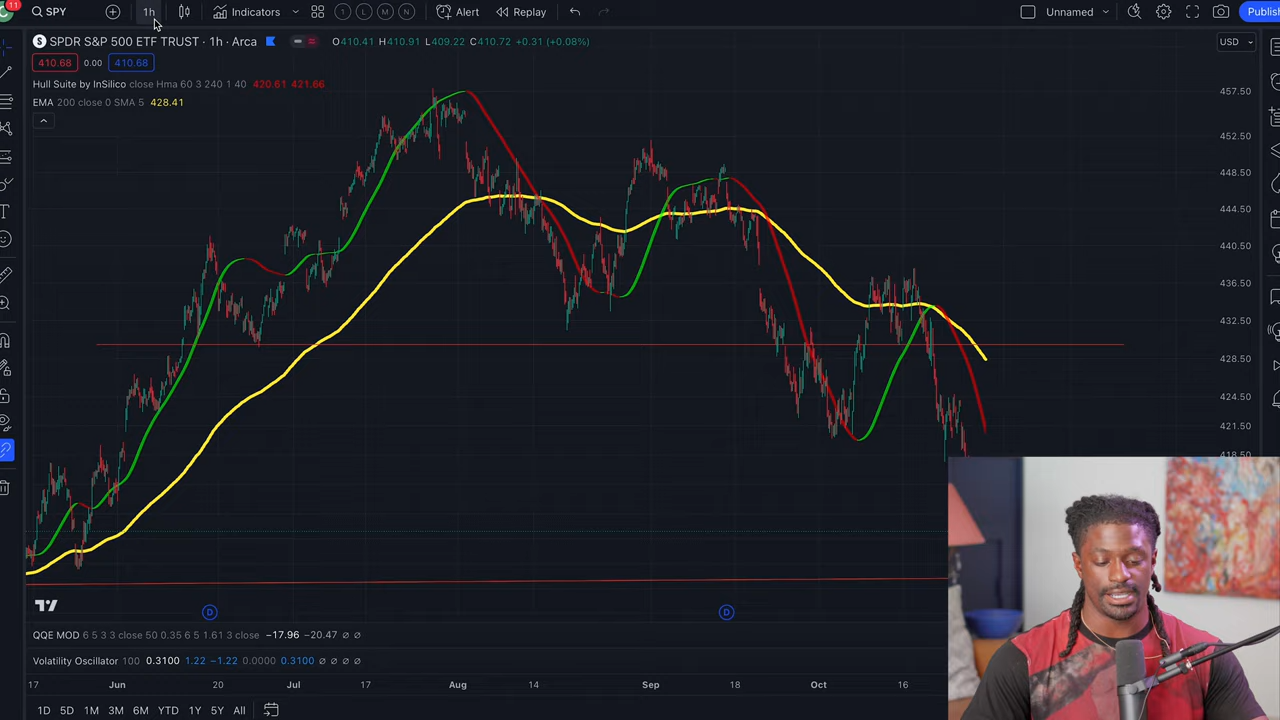 11
SPY 1h Indicators 1 L M N Alert Replay Unnamed Publish
S SPDR S&P 500 ETF TRUST · 1h · Arca O410.41 H410.91 L409.22 C410.72 +0.31 (+0.08%) USD
410.68 0.00 410.68
Hull Suite by InSilico close Hma 60 3 240 1 40 420.61 421.66
EMA 200 close 0 SMA 5 428.41
457.50
452.50
448.50
444.50
440.50
436.50
432.50
428.50
424.50
421.50
418.50
D D
QQE MOD 6 5 3 3 close 50 0.35 6 5 1.61 3 close −17.96 −20.47 ∅ ∅
Volatility Oscillator 100 0.3100 1.22 −1.22 0.0000 0.3100 ∅ ∅ ∅ ∅
17 Jun 20 Jul 17 Aug 14 Sep 18 Oct 16
1D 5D 1M 3M 6M YTD 1Y 5Y All